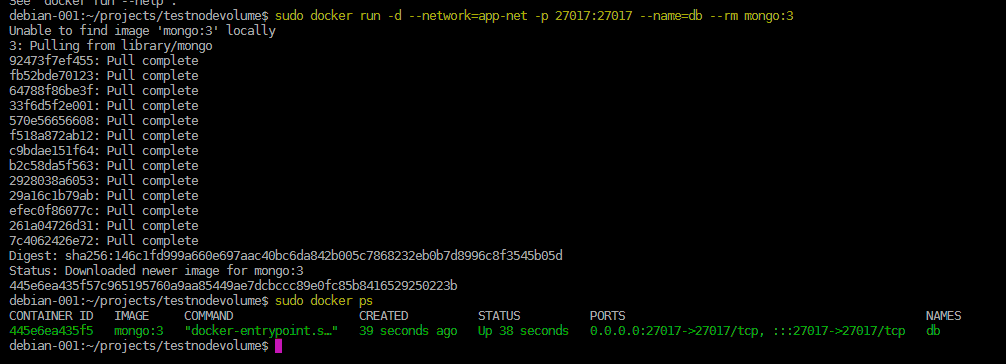 See 'docker run --help'.
debian-001:~/projects/testnodevolume$ sudo docker run -d --network=app-net -p 27017:27017 --name=db --rm mongo:3
Unable to find image 'mongo:3' locally
3: Pulling from library/mongo
92473f7ef455: Pull complete
fb52bde70123: Pull complete
64788f86be3f: Pull complete
33f6d5f2e001: Pull complete
570e56656608: Pull complete
f518a872ab12: Pull complete
c9bdae151f64: Pull complete
b2c58da5f563: Pull complete
2928038a6053: Pull complete
29a16c1b79ab: Pull complete
efec0f86077c: Pull complete
261a04726d31: Pull complete
7c4062426e72: Pull complete
Digest: sha256:146c1fd999a660e697aac40bc6da842b005c7868232eb0b7d8996c8f3545b05d
Status: Downloaded newer image for mongo:3
445e6ea435f57c965195760a9aa85449ae7dcbccc89e0fc85b8416529250223b
debian-001:~/projects/testnodevolume$ sudo docker ps
CONTAINER ID IMAGE COMMAND CREATED STATUS PORTS NAMES
445e6ea435f5 mongo:3 "docker-entrypoint.s…" 39 seconds ago Up 38 seconds 0.0.0.0:27017->27017/tcp, :::27017->27017/tcp db
debian-001:~/projects/testnodevolume$